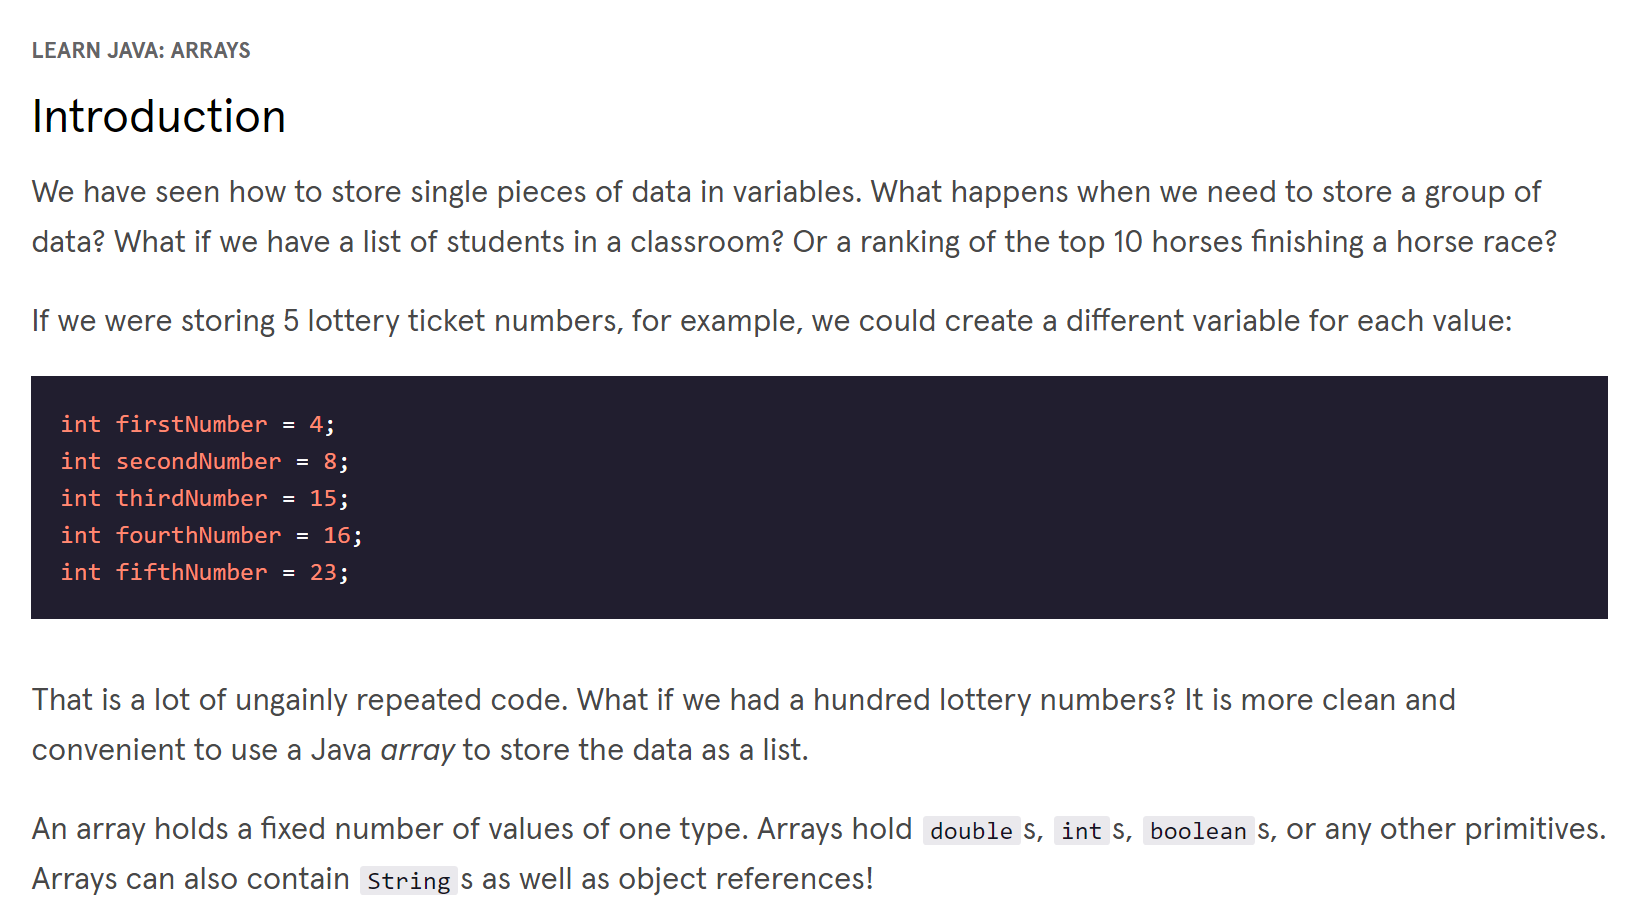 LEARN JAVA: ARRAYS
Introduction
We have seen how to store single pieces of data in variables. What happens when we need to store a group of
data? What if we have a list of students in a classroom? Or a ranking of the top 10 horses finishing a horse race?
If we were storing 5 lottery ticket numbers, for example, we could create a different variable for each value:
int firstNumber = 4;
int secondNumber = 8;
int thirdNumber = 15;
int fourthNumber = 16;
int fifthNumber = 23;
That is a lot of ungainly repeated code. What if we had a hundred lottery numbers? It is more clean and
convenient to use a Java array to store the data as a list.
An array holds a fixed number of values of one type. Arrays hold doubles, ints, booleans, or any other primitives.
Arrays can also contain Strings as well as object references!